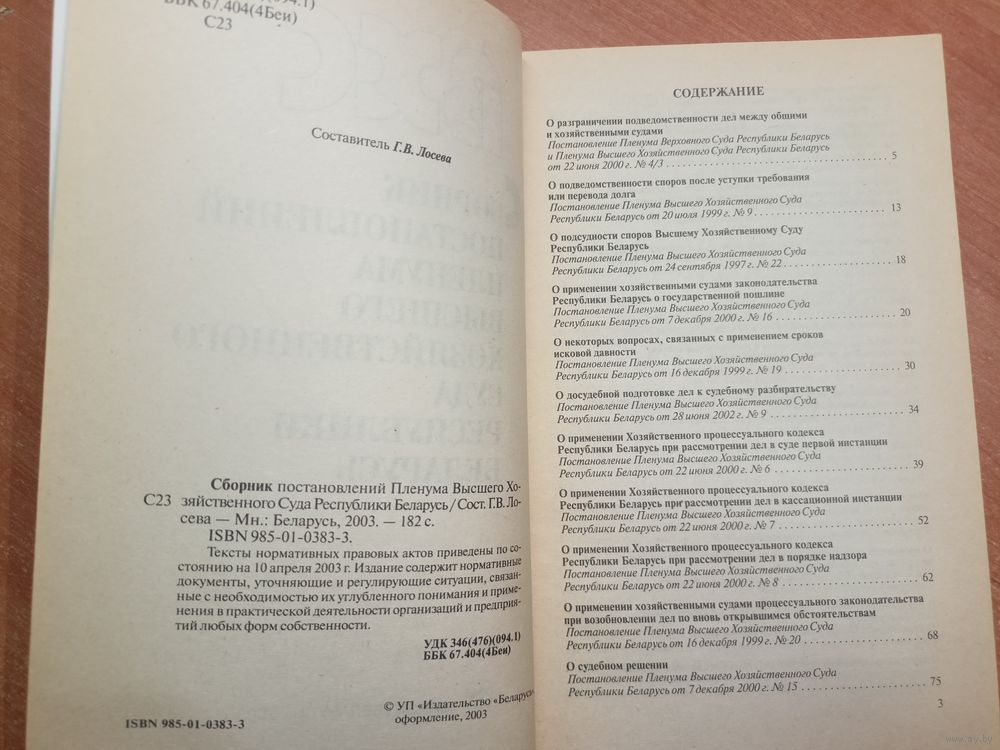 ББК 67.404(4Беи)
С23
Составитель Г.В. Лосева
Сборник постановлений Пленума Высшего Хо-
С23 зяйственного Суда Республики Беларусь / Сост. Г.В. Ло-
сева — Мн.: Беларусь, 2003. — 182 с.
ISBN 985-01-0383-3.
Тексты нормативных правовых актов приведены по со-
стоянию на 10 апреля 2003 г. Издание содержит нормативные
документы, уточняющие и регулирующие ситуации, связан-
ные с необходимостью их углубленного понимания и приме-
нения в практической деятельности организаций и предприя-
тий любых форм собственности.
УДК 346(476)(094.1)
ББК 67.404(4Беи)
© УП «Издательство «Беларусь»
оформление, 2003
ISBN 985-01-0383-3
СОДЕРЖАНИЕ
О разграничении подведомственности дел между общими
и хозяйственными судами
Постановление Пленума Верховного Суда Республики Беларусь
и Пленума Высшего Хозяйственного Суда Республики Беларусь
от 22 июня 2000 г. № 4/3 5
О подведомственности споров после уступки требования
или перевода долга
Постановление Пленума Высшего Хозяйственного Суда
Республики Беларусь от 20 июля 1999 г. № 9 13
О подсудности споров Высшему Хозяйственному Суду
Республики Беларусь
Постановление Пленума Высшего Хозяйственного Суда
Республики Беларусь от 24 сентября 1997 г. № 22 18
О применении хозяйственными судами законодательства
Республики Беларусь о государственной пошлине
Постановление Пленума Высшего Хозяйственного Суда
Республики Беларусь от 7 декабря 2000 г. № 16 20
О некоторых вопросах, связанных с применением сроков
исковой давности
Постановление Пленума Высшего Хозяйственного Суда
Республики Беларусь от 16 декабря 1999 г. № 19 30
О досудебной подготовке дел к судебному разбирательству
Постановление Пленума Высшего Хозяйственного Суда
Республики Беларусь от 28 июня 2002 г. № 9 34
О применении Хозяйственного процессуального кодекса
Республики Беларусь при рассмотрении дел в суде первой инстанции
Постановление Пленума Высшего Хозяйственного Суда
Республики Беларусь от 22 июня 2000 г. № 6 39
О применении Хозяйственного процессуального кодекса
Республики Беларусь при рассмотрении дел в кассационной инстанции
Постановление Пленума Высшего Хозяйственного Суда
Республики Беларусь от 22 июня 2000 г. № 7 52
О применении Хозяйственного процессуального кодекса
Республики Беларусь при рассмотрении дел в порядке надзора
Постановление Пленума Высшего Хозяйственного Суда
Республики Беларусь от 22 июня 2000 г. № 8 62
О применении хозяйственными судами процессуального законодательства
при возобновлении дел по вновь открывшимся обстоятельствам
Постановление Пленума Высшего Хозяйственного Суда
Республики Беларусь от 16 декабря 1999 г. № 20 68
О судебном решении
Постановление Пленума Высшего Хозяйственного Суда
Республики Беларусь от 7 декабря 2000 г. № 15 75
3
www.ay.by